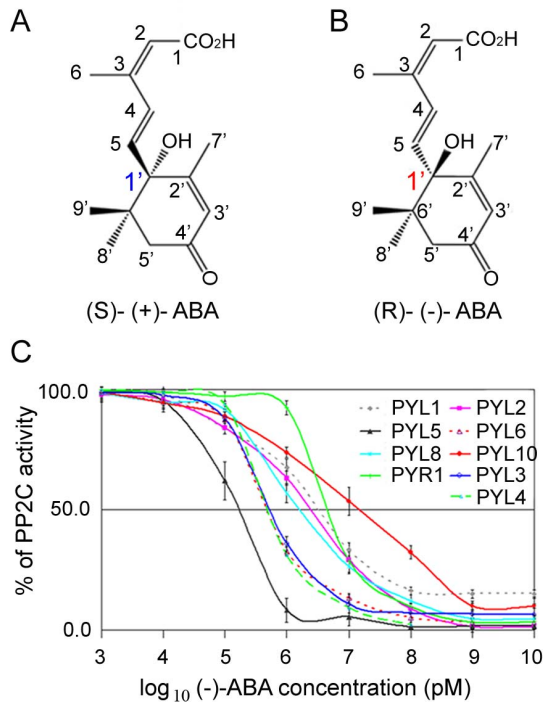 A
B
2
CO2H
1
3
6
4
5
OH
7'
1'
2'
9'
3'
4'
8'
5'
O
(S)- (+)- ABA
2
CO2H
1
3
6
4
5
OH
7'
1'
2'
9'
6'
3'
4'
8'
5'
O
(R)- (-)- ABA
C
% of PP2C activity
100.0
50.0
0.0
PYL1
PYL2
PYL5
PYL6
PYL8
PYL10
PYR1
PYL3
PYL4
3 4 5 6 7 8 9 10
log10 (-)-ABA concentration (pM)